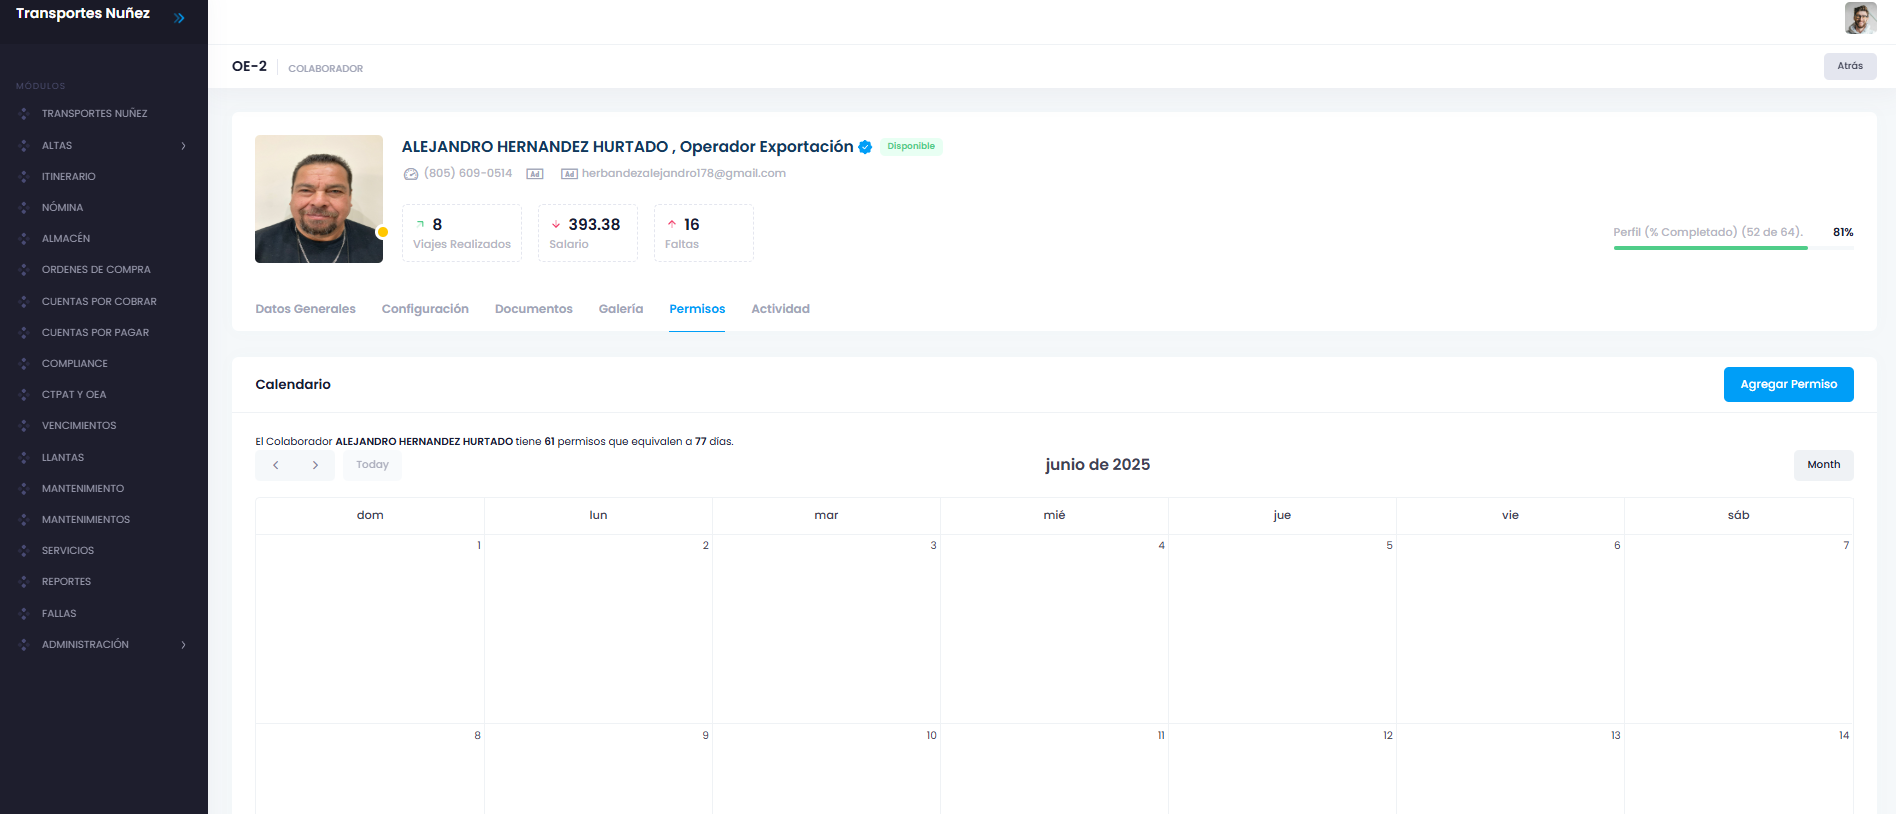 Transportes Nuñez
OE-2
COLABORADOR
Atrás
MÓDULOS
TRANSPORTES NUÑEZ
ALTAS
ITINERARIO
NÓMINA
ALMACÉN
ORDENES DE COMPRA
CUENTAS POR COBRAR
CUENTAS POR PAGAR
COMPLIANCE
CTPAT Y OEA
VENCIMIENTOS
LLANTAS
MANTENIMIENTO
MANTENIMIENTOS
SERVICIOS
REPORTES
FALLAS
ADMINISTRACIÓN
ALEJANDRO HERNANDEZ HURTADO , Operador Exportación
Disponible
(805) 609-0514
Ad
Ad
herbandezalejandro178@gmail.com
8
Viajes Realizados
393.38
Salario
16
Faltas
Perfil (% Completado) (52 de 64).
81%
Datos Generales
Configuración
Documentos
Galería
Permisos
Actividad
Calendario
Agregar Permiso
El Colaborador ALEJANDRO HERNANDEZ HURTADO tiene 61 permisos que equivalen a 77 días.
Today
junio de 2025
Month
dom lun mar mié jue vie sáb
1 2 3 4 5 6 7
8 9 10 11 12 13 14